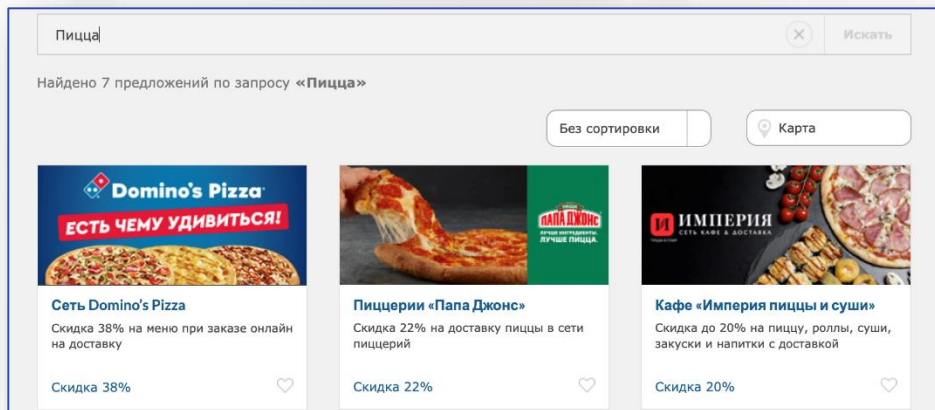 Пицца
Искать
Найдено 7 предложений по запросу «Пицца»
Без сортировки
Карта
Domino's Pizza
ЕСТЬ ЧЕМУ УДИВИТЬСЯ!
Сеть Domino's Pizza
Скидка 38% на меню при заказе онлайн
на доставку
Скидка 38%
ПАПА ДЖОНС
ЛУЧШЕ ИНГРЕДИЕНТЫ,
ЛУЧШЕ ПИЦЦА.
Пиццерии «Папа Джонс»
Скидка 22% на доставку пиццы в сети
пиццерий
Скидка 22%
И ИМПЕРИЯ
СЕТЬ КАФЕ & ДОСТАВКА
Кафе «Империя пиццы и суши»
Скидка до 20% на пиццу, роллы, суши,
закуски и напитки с доставкой
Скидка 20%